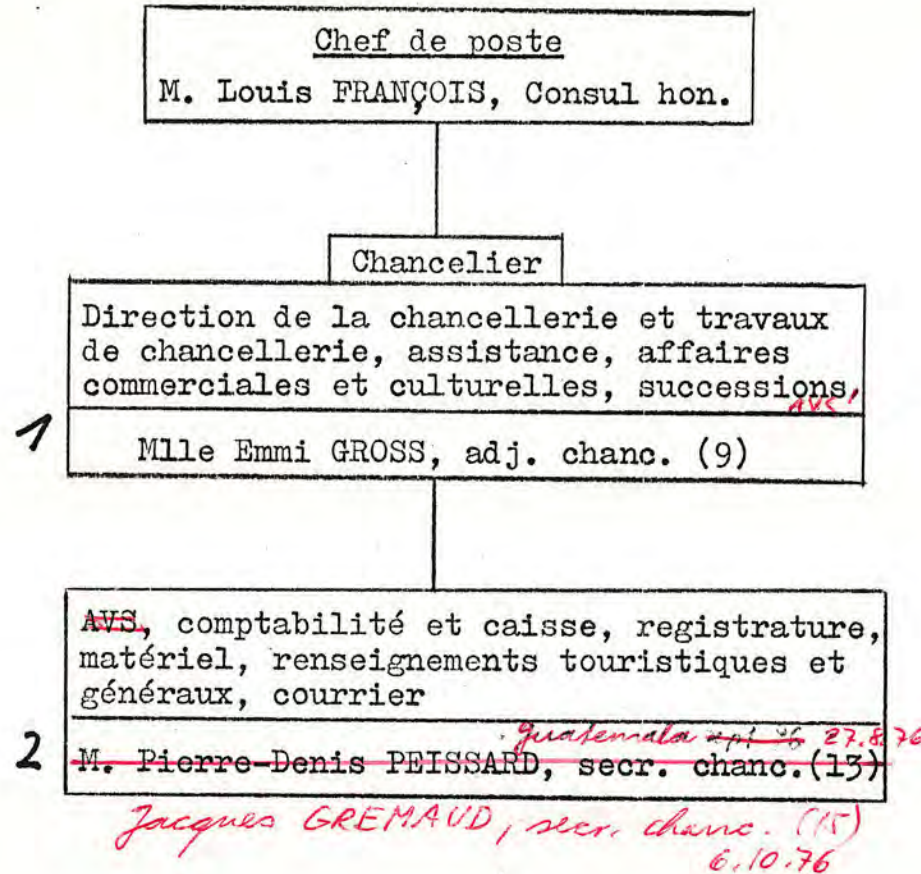 Chef de poste
M. Louis FRANÇOIS, Consul hon.
Chancelier
Direction de la chancellerie et travaux
de chancellerie, assistance, affaires
commerciales et culturelles, successions,
AVS!
1
Mlle Emmi GROSS, adj. chanc. (9)
AVS, comptabilité et caisse, registrature,
matériel, renseignements touristiques et
généraux, courrier
Guatemala 27.8.76
2
M. Pierre-Denis PEISSARD, secr. chanc.(13)
Jacques GREMAUD, secr. chanc. (15)
6.10.76